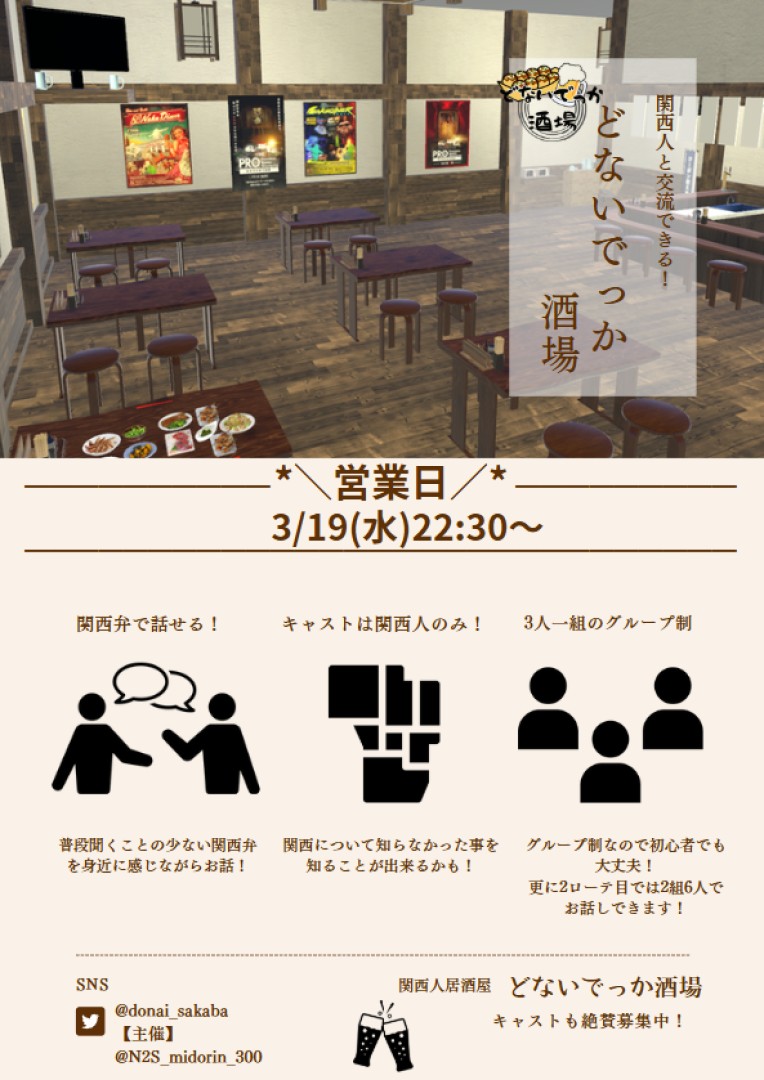 どないでっか
酒場
関西人と交流できる！
どないでっか
酒場
PRO
PRO
*＼営業日／*
3/19(水)22:30～
関西弁で話せる！
キャストは関西人のみ！
3人一組のグループ制
普段聞くことの少ない関西弁
を身近に感じながらお話！
関西について知らなかった事を
知ることが出来るかも！
グループ制なので初心者でも
大丈夫！
更に2ローテ目では2組6人で
お話しできます！
SNS
@donai_sakaba
【主催】
@N2S_midorin_300
関西人居酒屋 どないでっか酒場
キャストも絶賛募集中！